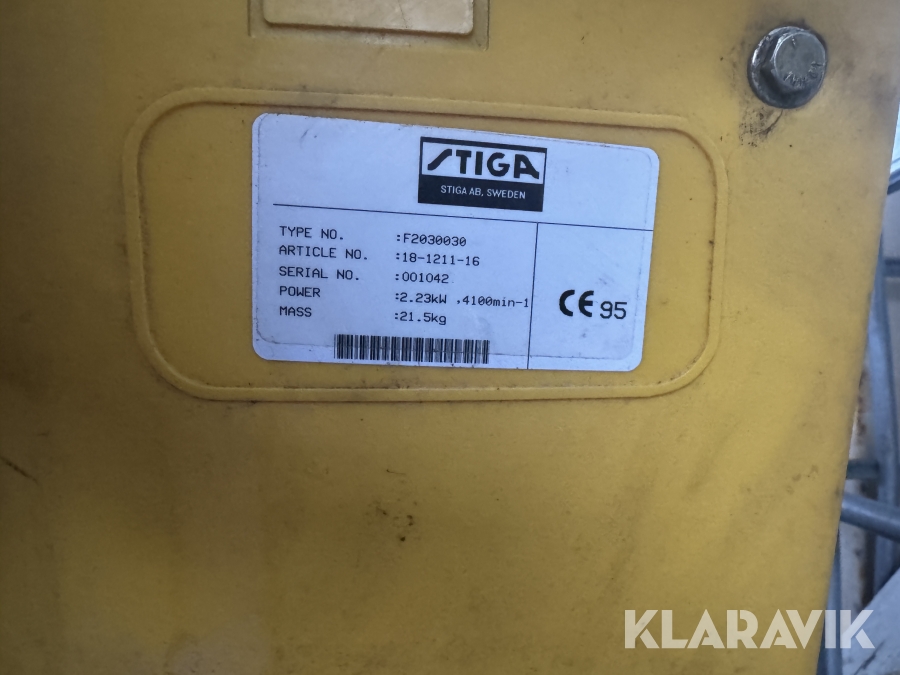 STIGA
STIGA AB, SWEDEN
TYPE NO. :F2030030
ARTICLE NO. :18-1211-16
SERIAL NO. :001042
POWER :2.23kW ,4100min-1
MASS :21.5kg
CE 95
KLARAVIK